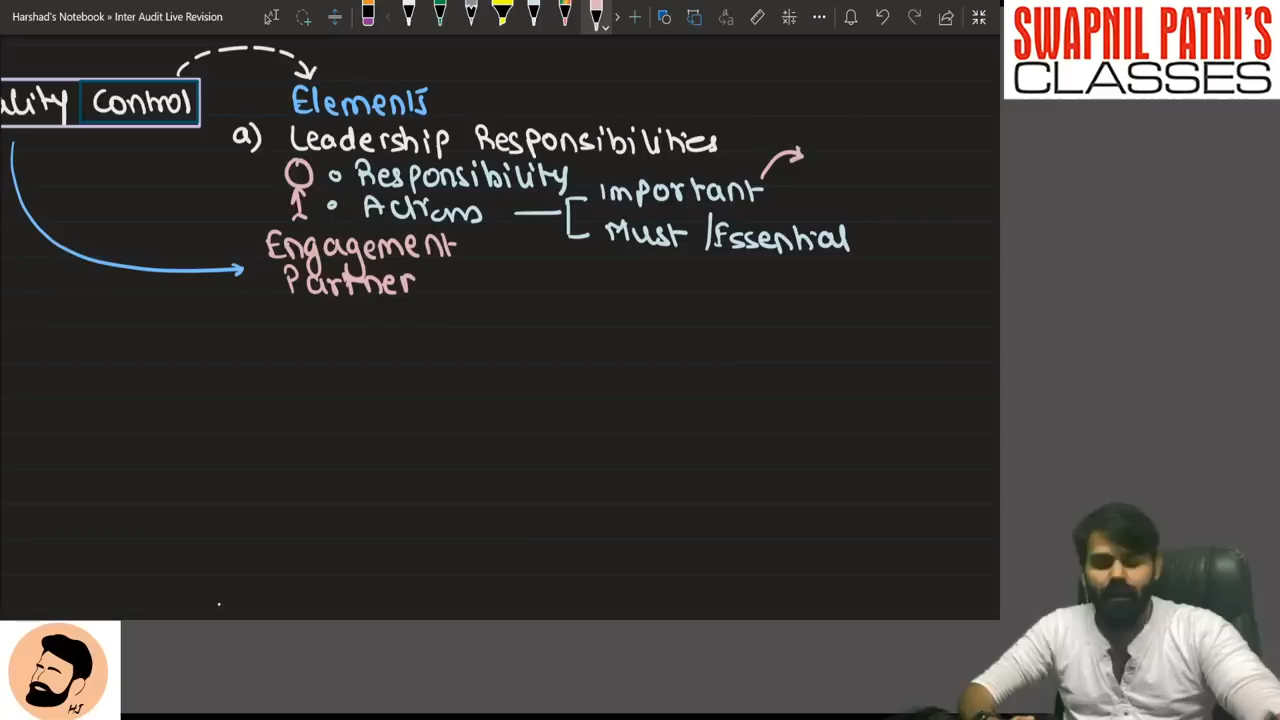 Harshad's Notebook » Inter Audit Live Revision
SWAPNIL PATNI'S
CLASSES
Control
Elements
a) Leadership Responsibilities
Responsibility
Actions
Important
Must / Essential
Engagement
Partner
HJ